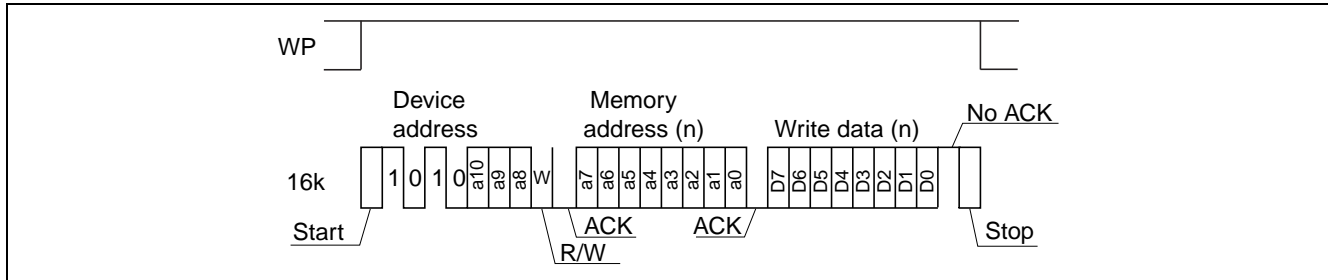 WP
Device
address
Memory
address (n)
Write data (n)
No ACK
16k
1 0 1 0 a10 a9 a8 W a7 a6 a5 a4 a3 a2 a1 a0 D7 D6 D5 D4 D3 D2 D1 D0
Start
ACK
ACK
Stop
R/W